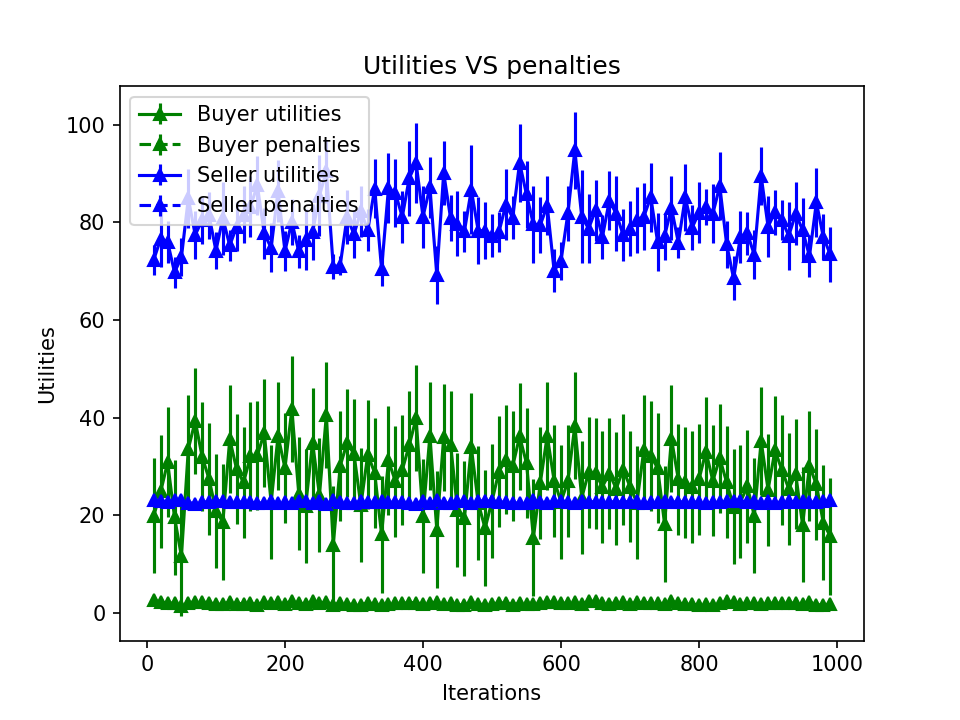 Utilities VS penalties
Buyer utilities
Buyer penalties
Seller utilities
Seller penalties
100
80
60
40
20
0
Utilities
0 200 400 600 800 1000
Iterations